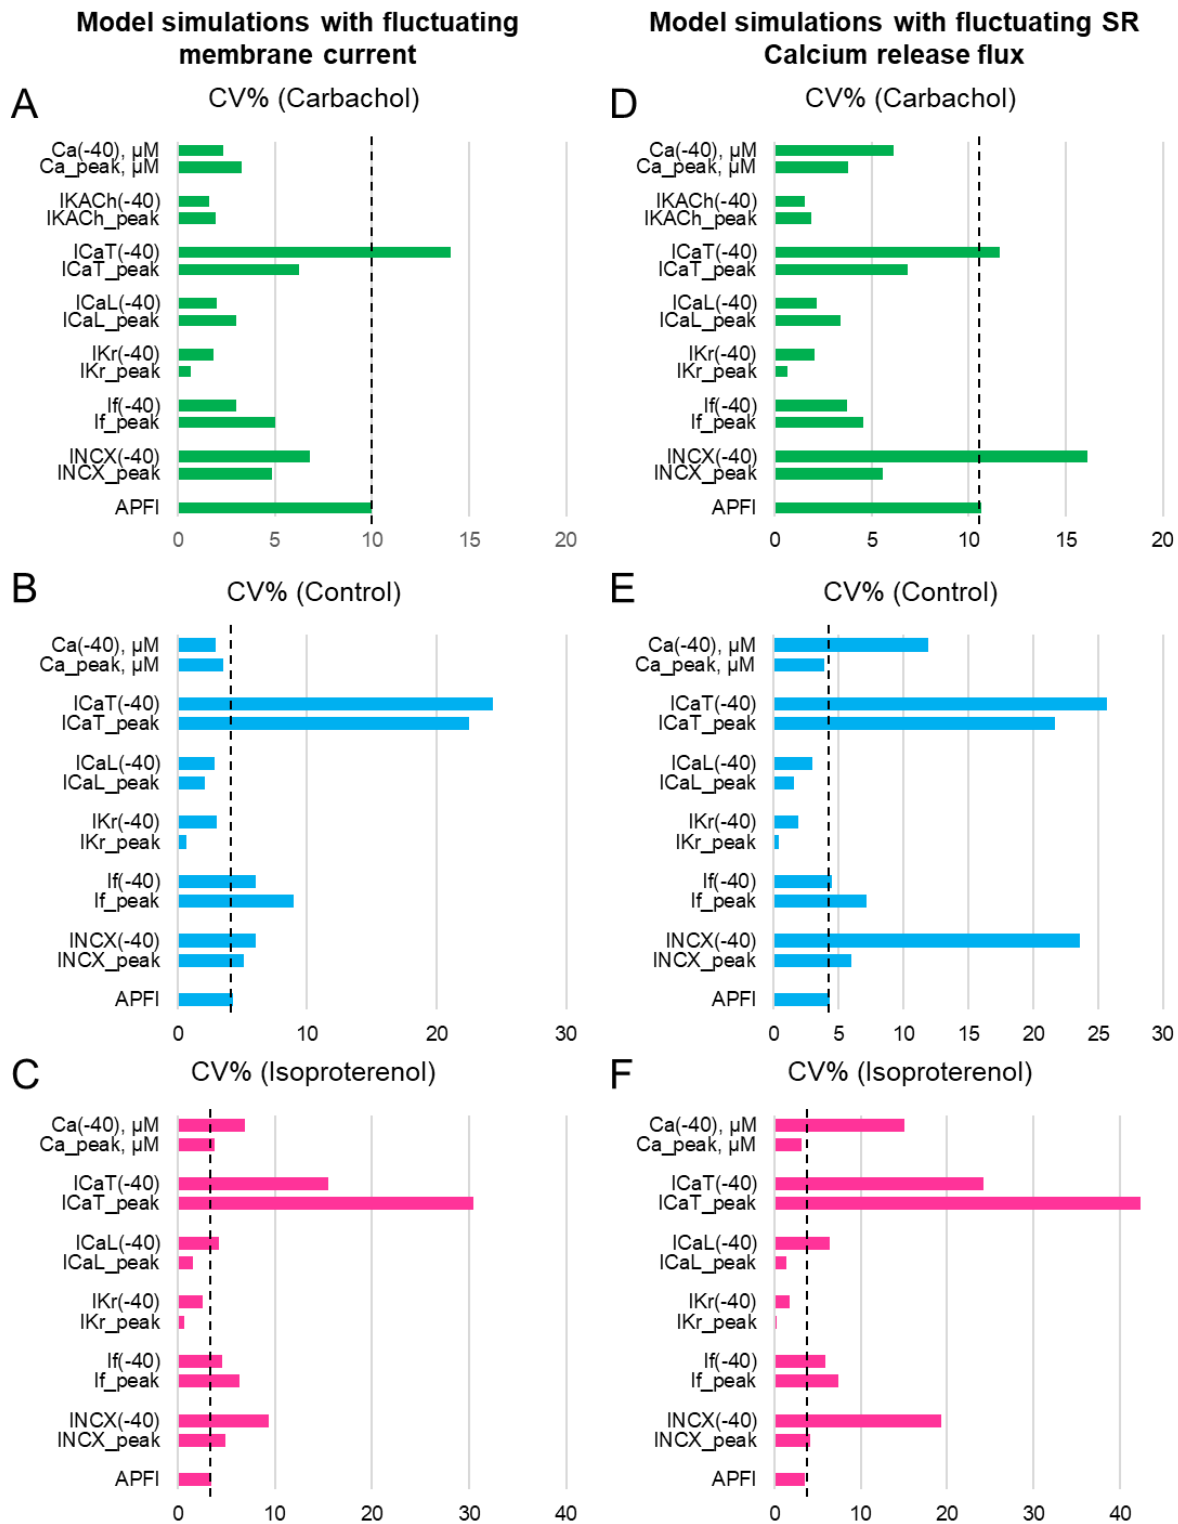 Model simulations with fluctuating
membrane current
Model simulations with fluctuating SR
Calcium release flux
A
CV% (Carbachol)
Ca(-40), µM
Ca_peak, µM
IKACh(-40)
IKACh_peak
ICaT(-40)
ICaT_peak
ICaL(-40)
ICaL_peak
IKr(-40)
IKr_peak
If(-40)
If_peak
INCX(-40)
INCX_peak
APFI
0 5 10 15 20
D
CV% (Carbachol)
Ca(-40), µM
Ca_peak, µM
IKACh(-40)
IKACh_peak
ICaT(-40)
ICaT_peak
ICaL(-40)
ICaL_peak
IKr(-40)
IKr_peak
If(-40)
If_peak
INCX(-40)
INCX_peak
APFI
0 5 10 15 20
B
CV% (Control)
Ca(-40), µM
Ca_peak, µM
ICaT(-40)
ICaT_peak
ICaL(-40)
ICaL_peak
IKr(-40)
IKr_peak
If(-40)
If_peak
INCX(-40)
INCX_peak
APFI
0 10 20 30
E
CV% (Control)
Ca(-40), µM
Ca_peak, µM
ICaT(-40)
ICaT_peak
ICaL(-40)
ICaL_peak
IKr(-40)
IKr_peak
If(-40)
If_peak
INCX(-40)
INCX_peak
APFI
0 5 10 15 20 25 30
C
CV% (Isoproterenol)
Ca(-40), µM
Ca_peak, µM
ICaT(-40)
ICaT_peak
ICaL(-40)
ICaL_peak
IKr(-40)
IKr_peak
If(-40)
If_peak
INCX(-40)
INCX_peak
APFI
0 10 20 30 40
F
CV% (Isoproterenol)
Ca(-40), µM
Ca_peak, µM
ICaT(-40)
ICaT_peak
ICaL(-40)
ICaL_peak
IKr(-40)
IKr_peak
If(-40)
If_peak
INCX(-40)
INCX_peak
APFI
0 10 20 30 40